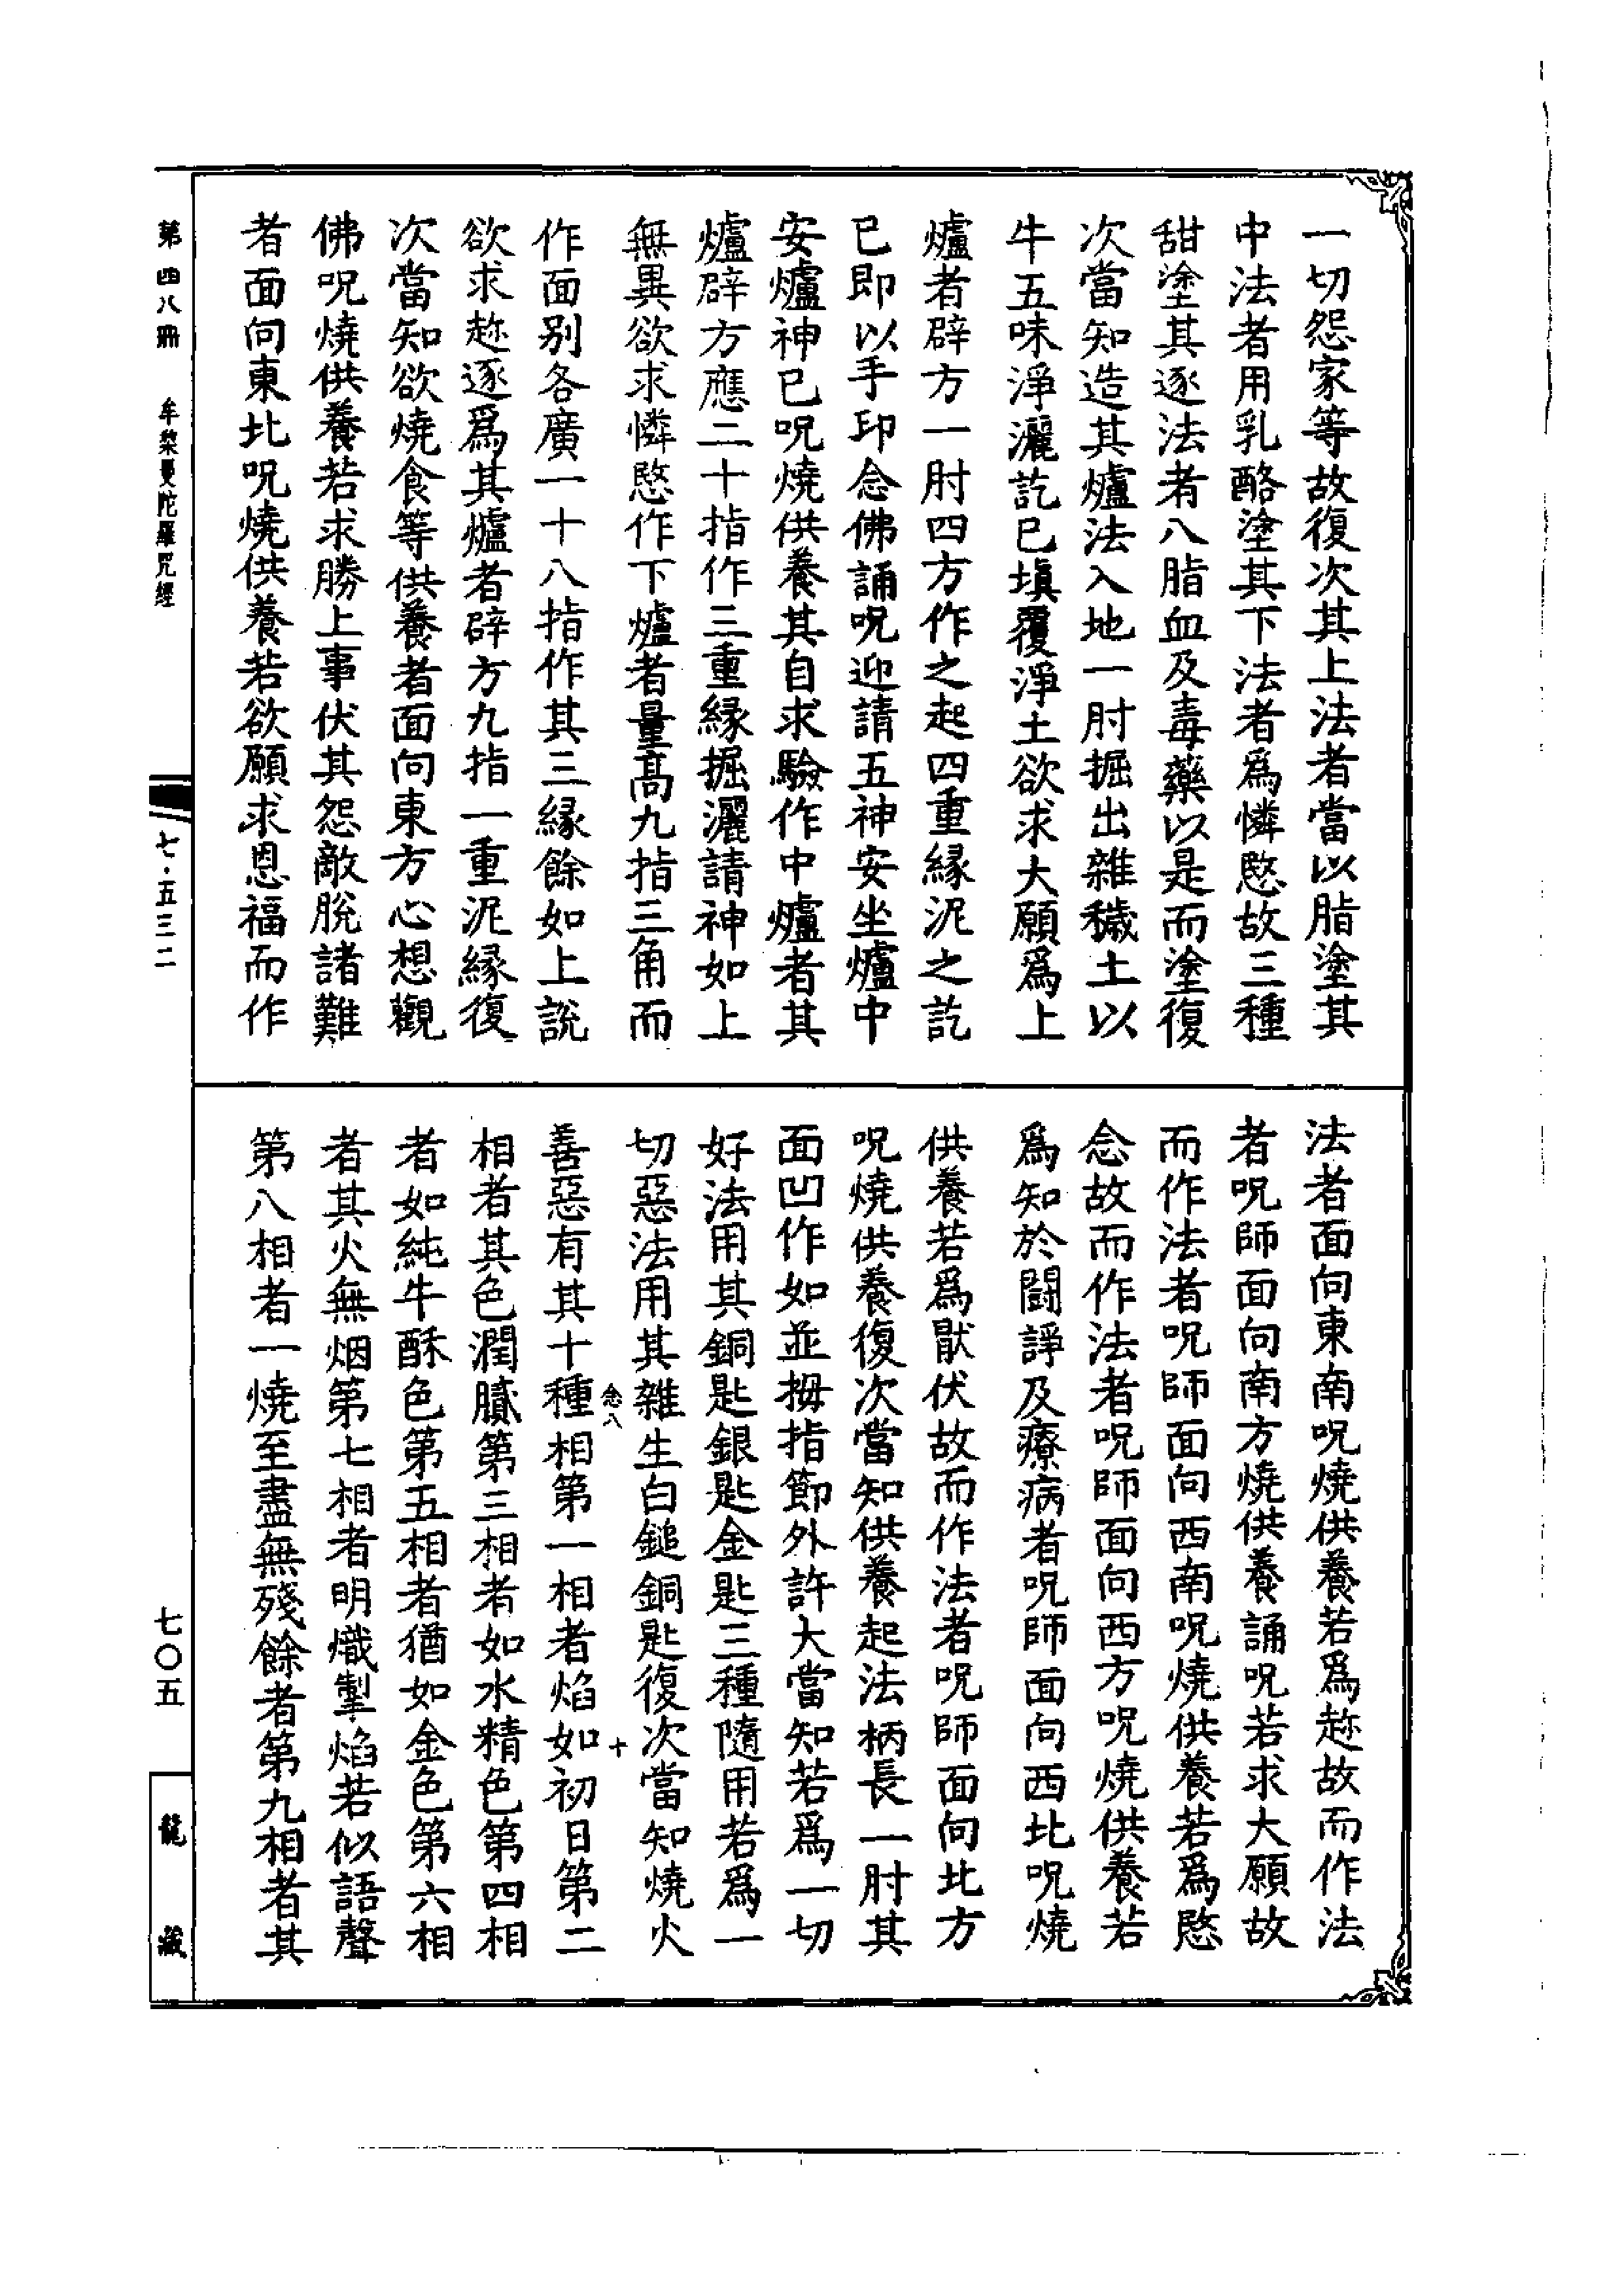 一切怨家等故復次其上法者當以脂塗其
中法者用乳酪塗其下法者爲憐愍故三種
甜塗其逐法者八脂血及毒藥以是而塗復
次當知造其爐法入地一肘掘出雜穢土以
牛五味淨灑訖已塡覆淨土欲求大願爲上
爐者辟方一肘四方作之起四重緣泥之訖
已即以手印念佛誦呪迎請五神安坐爐中
安爐神已呪燒供養其自求驗作中爐者其
爐辟方應二十指作三重緣掘灑請神如上
無異欲求憐愍作下爐者量高九指三角而
作面别各廣一十八指作其三緣餘如上說
欲求趂逐爲其爐者辟方九指一重泥緣復
次當知欲燒食等供養者面向東方心想觀
佛呪燒供養若求勝上事伏其怨敵脫諸難
者面向東北呪燒供養若欲願求恩福而作
法者面向東南呪燒供養若爲趂故而作法
者呪師面向南方燒供養誦呪若求大願故
而作法者呪師面向西南呪燒供養若爲愍
念故而作法者呪師面向西方呪燒供養若
爲知於鬪諍及療病者呪師面向西北呪燒
供養若爲猒伏故而作法者呪師面向北方
呪燒供養復次當知供養起法柄長一肘其
面凹作如並拇指節外許大當知若爲一切
好法用其銅匙銀匙金匙三種隨用若爲一
切惡法用其雜生白鎚銅匙復次當知燒火
念八
十
善惡有其十種相第一相者焰如初日第二
相者其色潤膩第三相者如水精色第四相
者如純牛酥色第五相者猶如金色第六相
者其火無烟第七相者明熾掣焰若似語聲
第八相者一燒至盡無殘餘者第九相者其
第四八冊
牟棃曼陀羅咒經
七·五三二
七〇五
龍藏